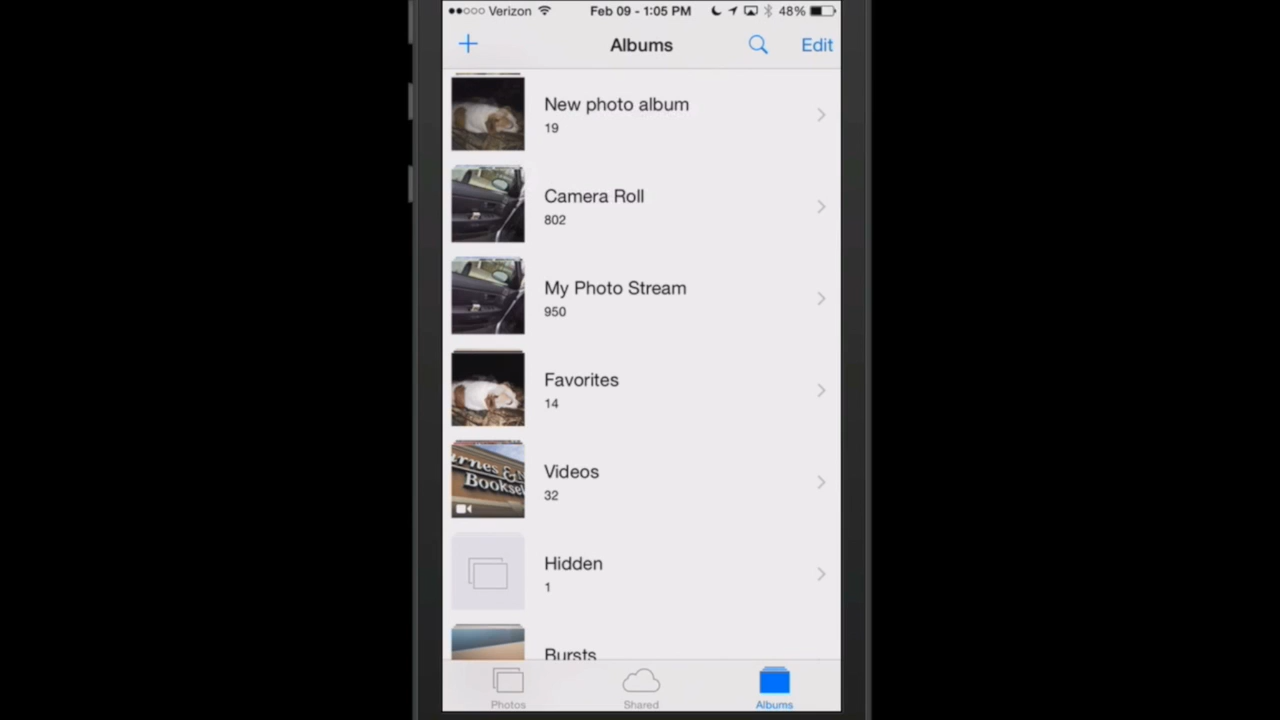 Verizon Feb 09 - 1:05 PM 48%
Albums Edit
New photo album
19
Camera Roll
802
My Photo Stream
950
Favorites
14
Videos
32
Hidden
1
Bursts
Photos Shared Albums